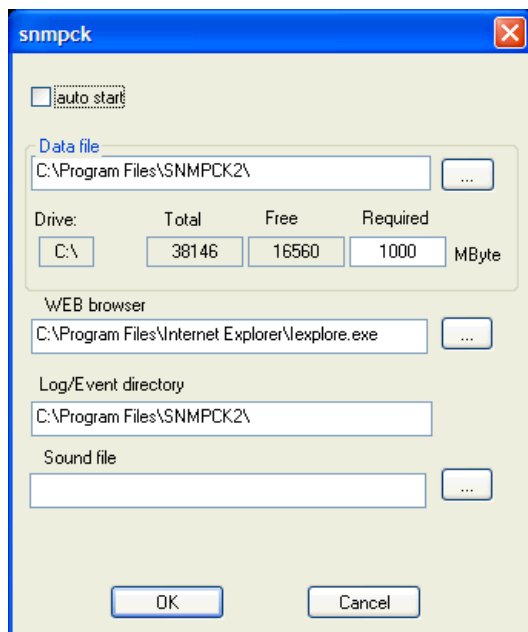 snmpck
auto start
Data file
C:\Program Files\SNMPCK2\
...
Drive: Total Free Required
C:\ 38146 16560 1000 MByte
WEB browser
C:\Program Files\Internet Explorer\Iexplore.exe
...
Log/Event directory
C:\Program Files\SNMPCK2\
Sound file
...
OK Cancel